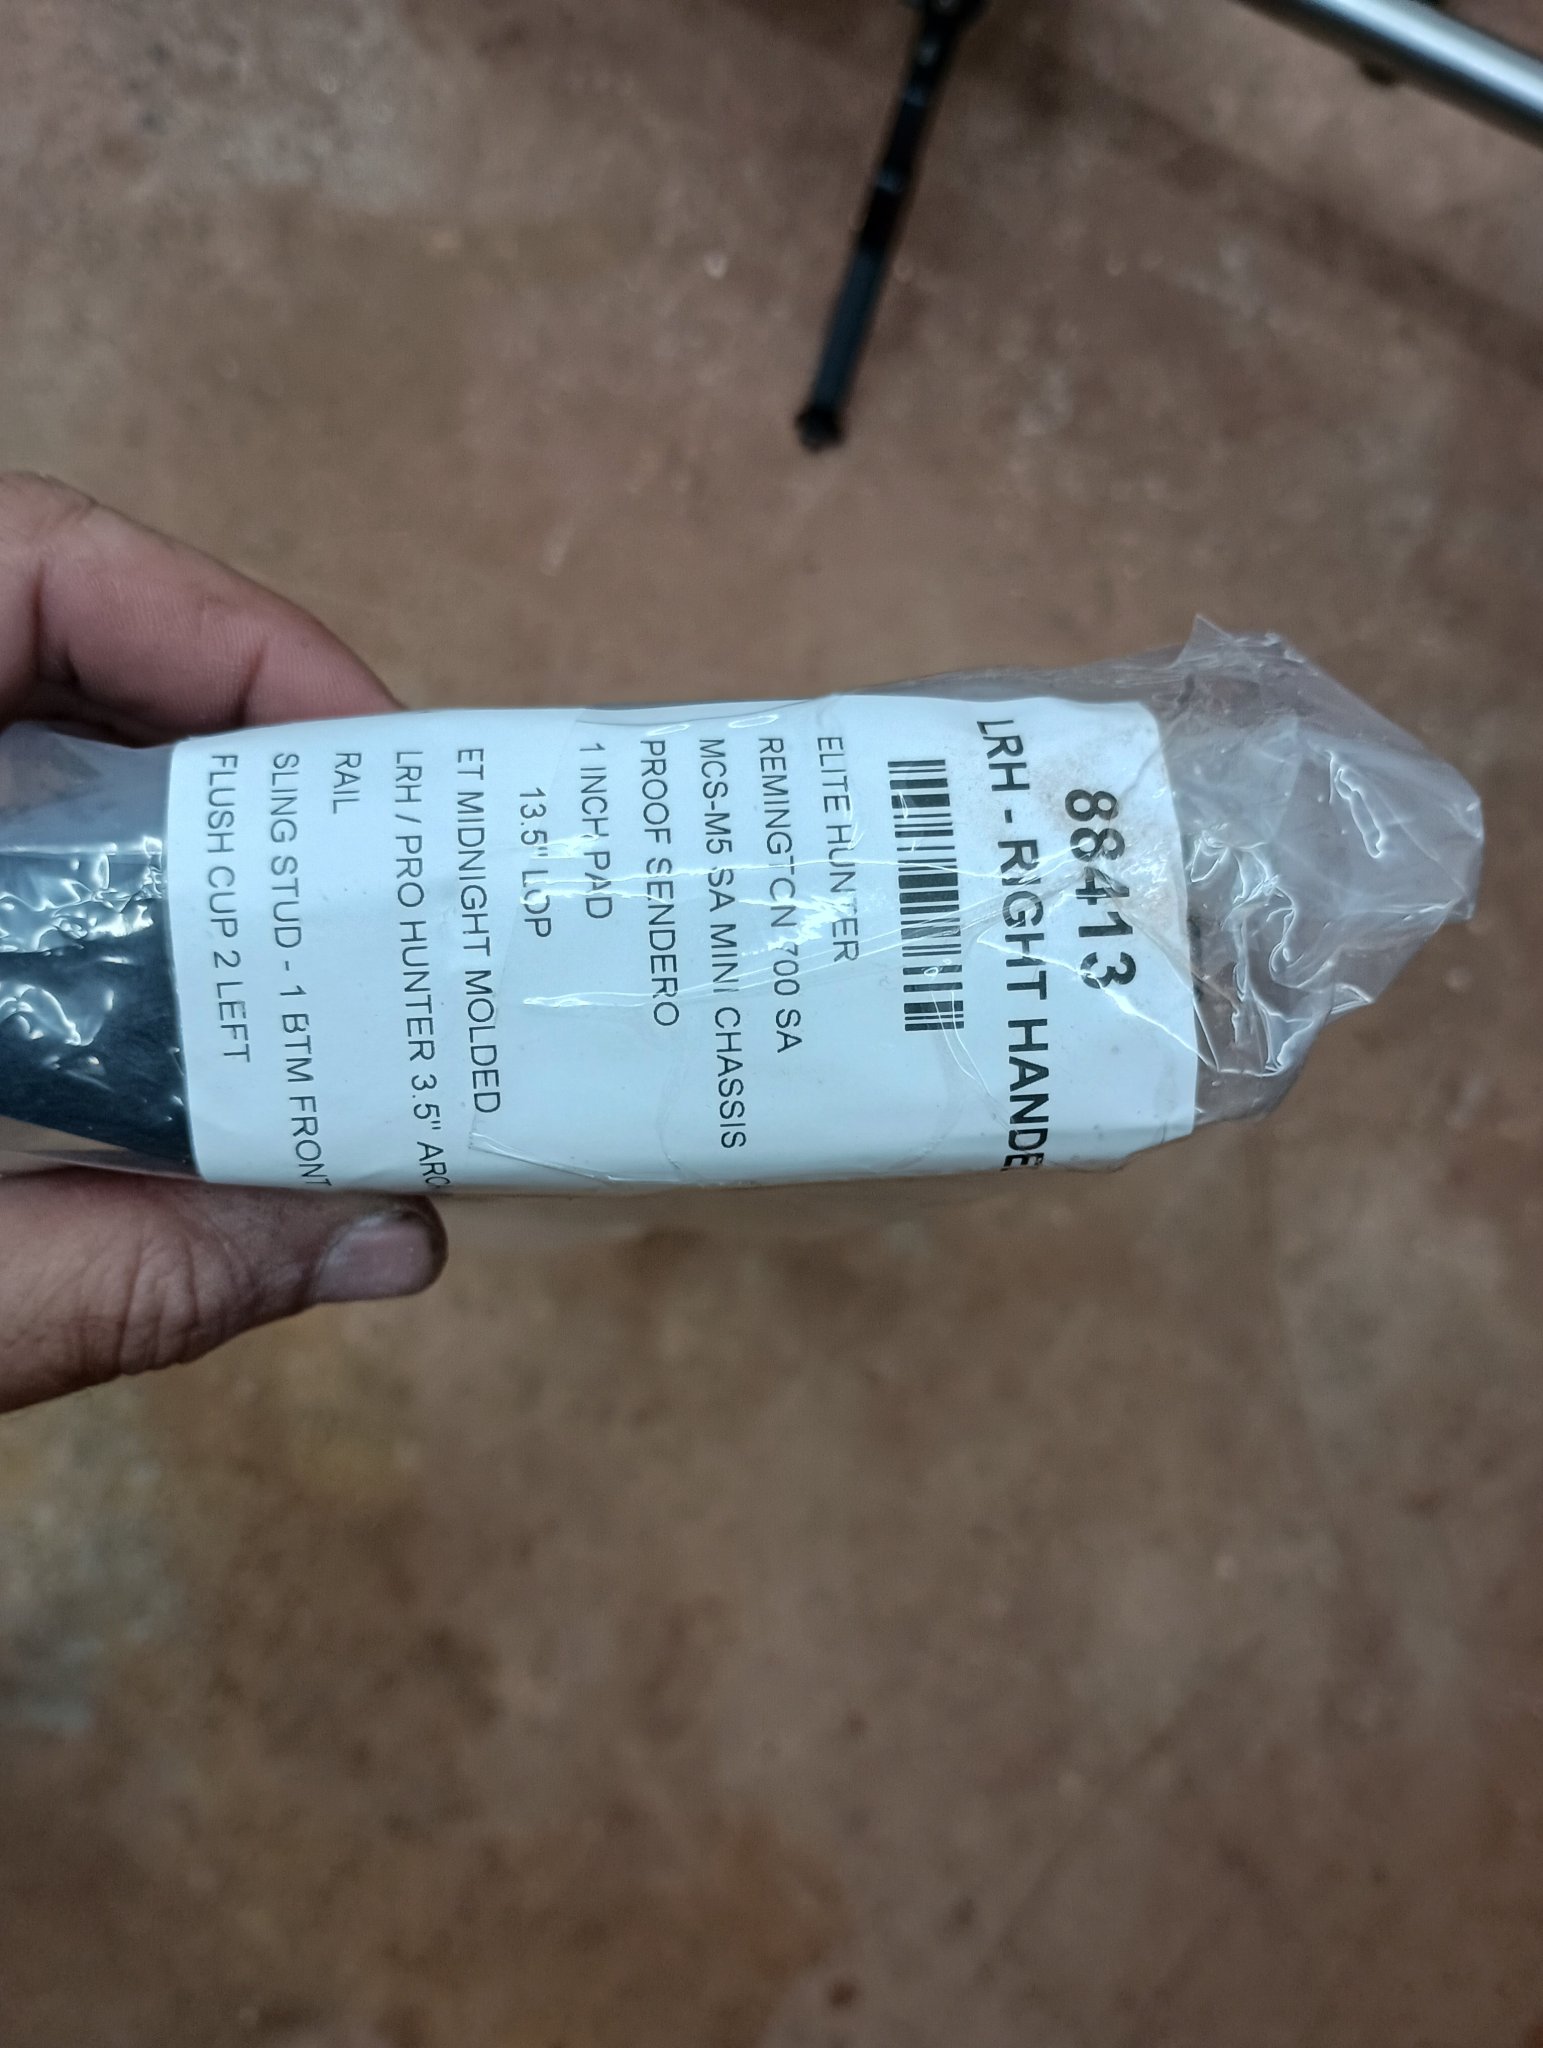 88413
LRH - RIGHT HANDE
ELITE HUNTER
REMINGTON 700 SA
MCS-M5 SA MINI CHASSIS
PROOF SENDERO
1 INCH PAD
13.5" LOP
ET MIDNIGHT MOLDED
LRH / PRO HUNTER 3.5" ARC
RAIL
SLING STUD - 1 BTM FRONT
FLUSH CUP 2 LEFT